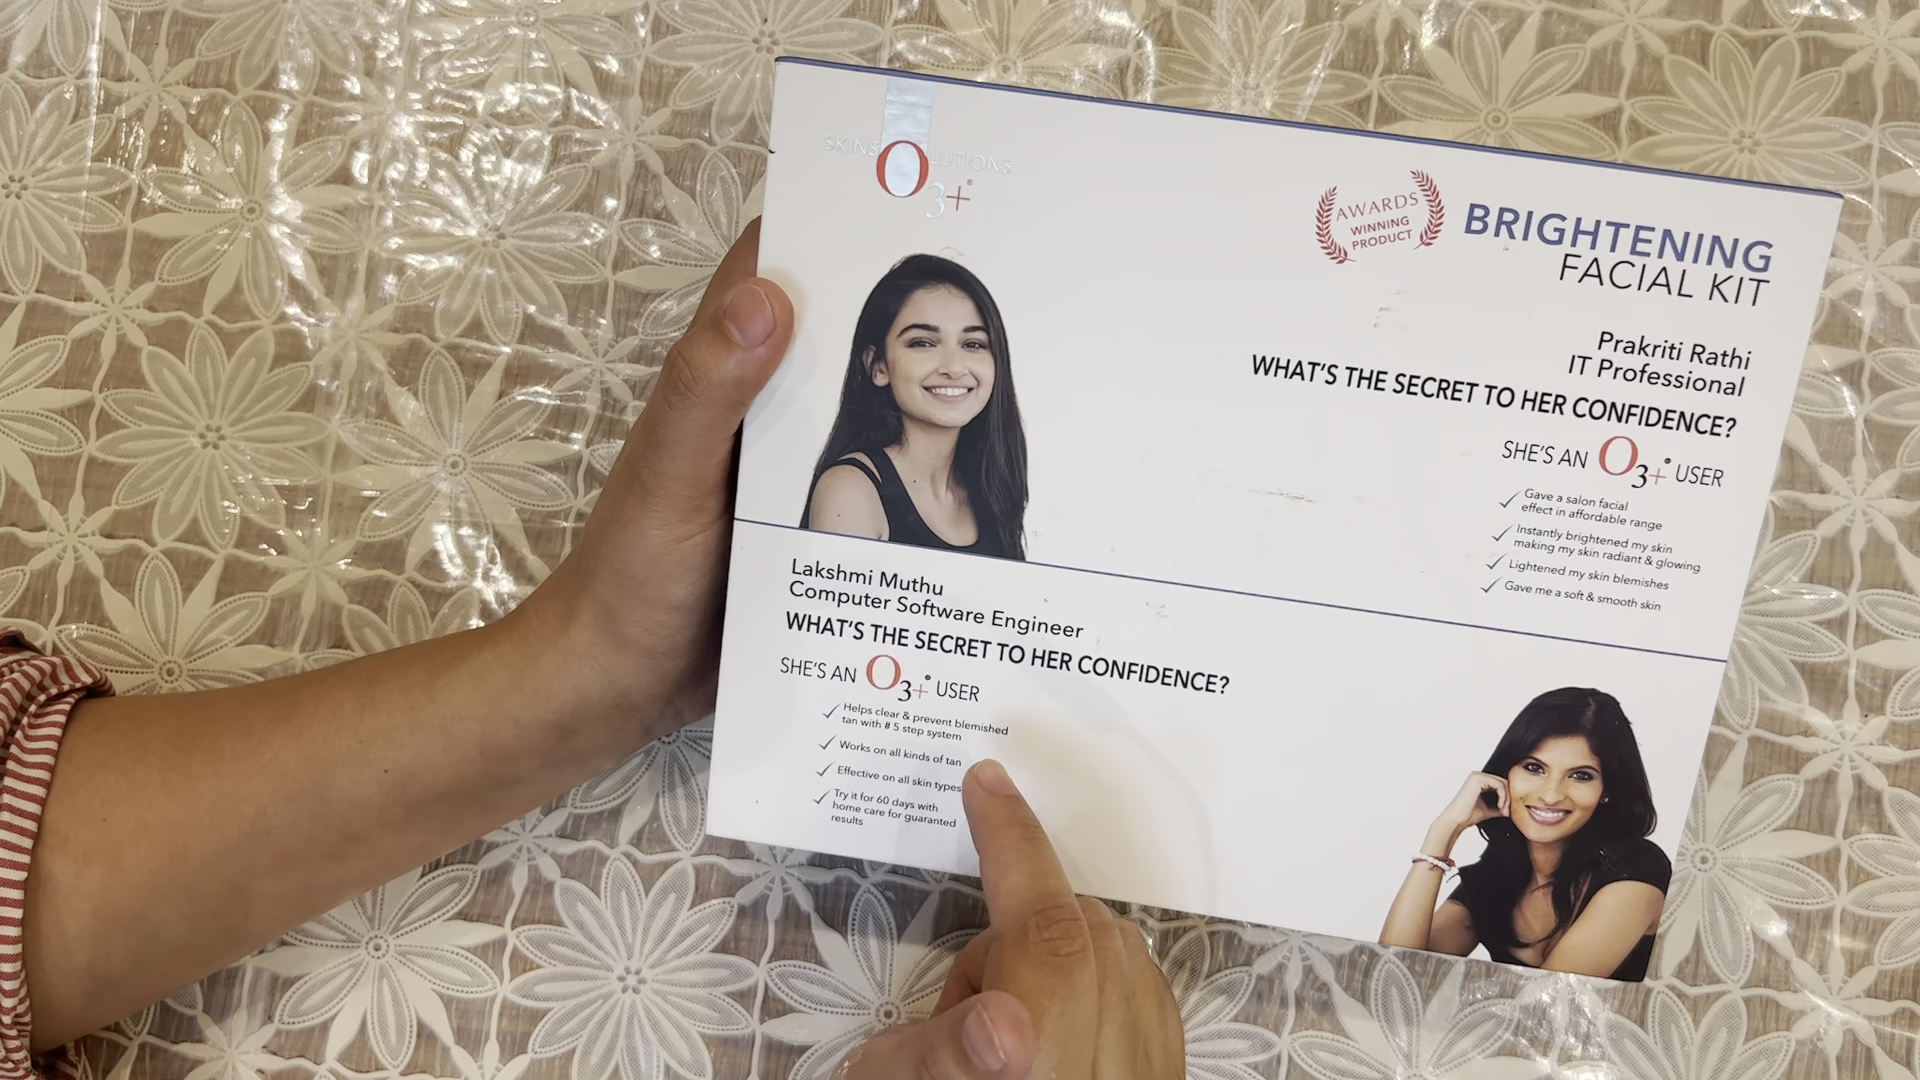 SKINSOLUTIONS
O3+
AWARDS
WINNING
PRODUCT
BRIGHTENING
FACIAL KIT
Prakriti Rathi
IT Professional
WHAT'S THE SECRET TO HER CONFIDENCE?
SHE'S AN O3+ USER
Gave a salon facial
effect in affordable range
Instantly brightened my skin
making my skin radiant & glowing
Lightened my skin blemishes
Gave me a soft & smooth skin
Lakshmi Muthu
Computer Software Engineer
WHAT'S THE SECRET TO HER CONFIDENCE?
SHE'S AN O3+ USER
Helps clear & prevent blemished
tan with # 5 step system
Works on all kinds of tan
Effective on all skin types
Try it for 60 days with
home care for guaranted
results